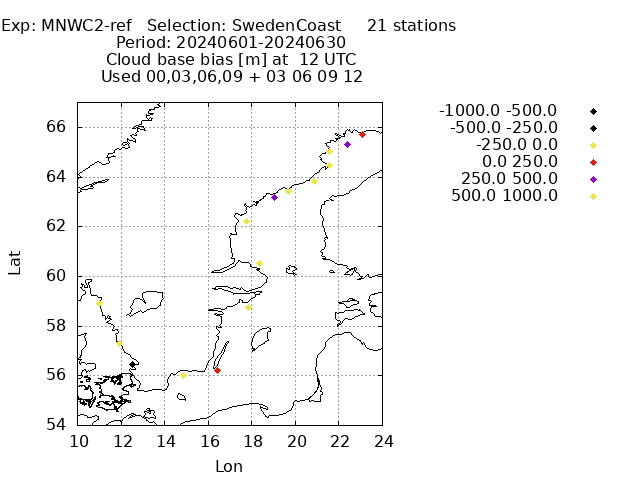 Exp: MNWC2-ref Selection: SwedenCoast 21 stations
Period: 20240601-20240630
Cloud base bias [m] at 12 UTC
Used 00,03,06,09 + 03 06 09 12
-1000.0 -500.0
-500.0 -250.0
-250.0 0.0
0.0 250.0
250.0 500.0
500.0 1000.0
66
64
62
60
58
56
54
Lat
10 12 14 16 18 20 22 24
Lon